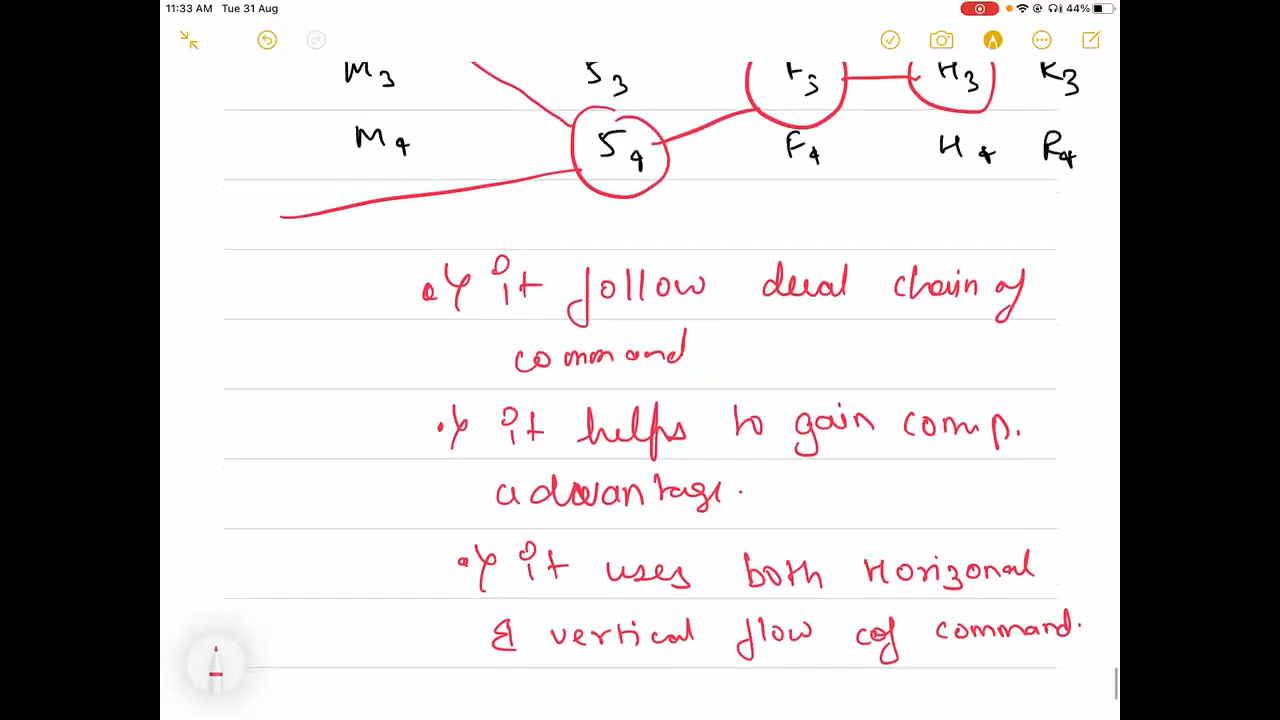 11:33 AM Tue 31 Aug 44%
M3 S3 F3 H3 R3
M4 S4 F4 H4 R4
it follow dual chain of
command
it helps to gain comp.
advantage.
it uses both Horizonal
& vertical flow of command.